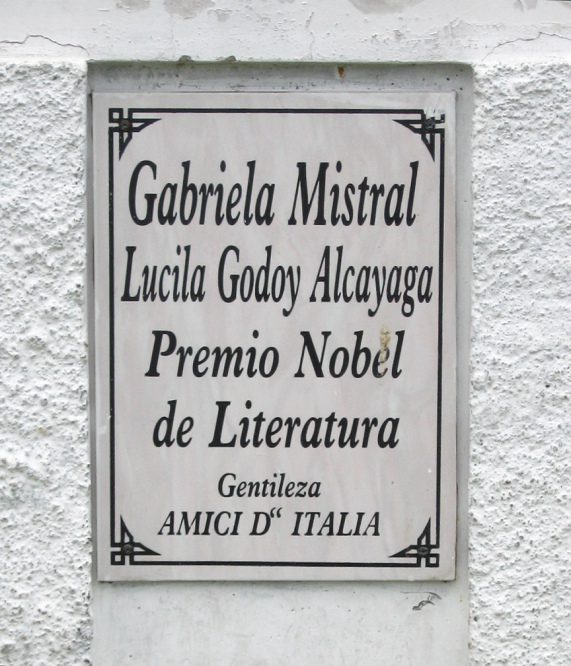 Gabriela Mistral
Lucila Godoy Alcayaga
Premio Nobel
de Literatura
Gentileza
AMICI D“ ITALIA